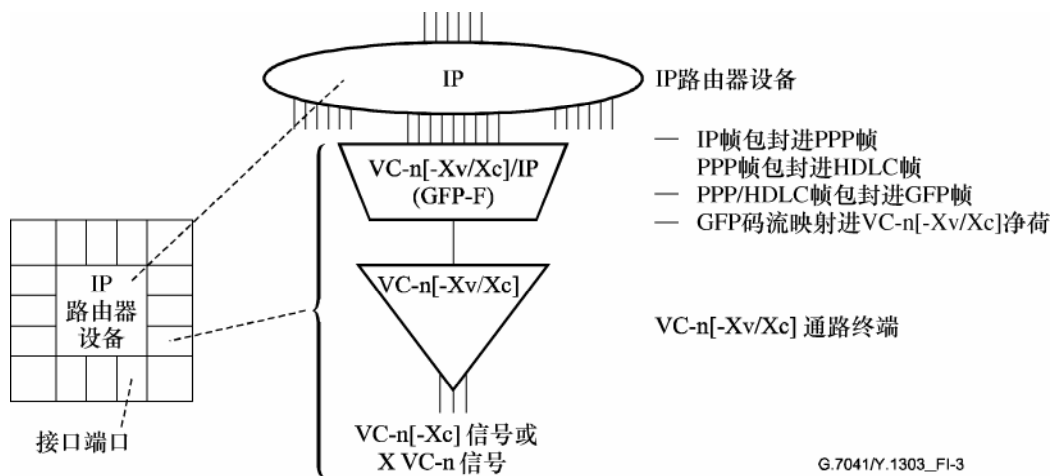 IP
IP路由器设备
VC-n[-Xv/Xc]/IP
(GFP-F)
— IP帧包封进PPP帧
PPP帧包封进HDLC帧
— PPP/HDLC帧包封进GFP帧
— GFP码流映射进VC-n[-Xv/Xc]净荷
IP
路由器
设备
VC-n[-Xv/Xc]
VC-n[-Xv/Xc] 通路终端
接口端口
VC-n[-Xc] 信号或
X VC-n 信号
G.7041/Y.1303_FI-3